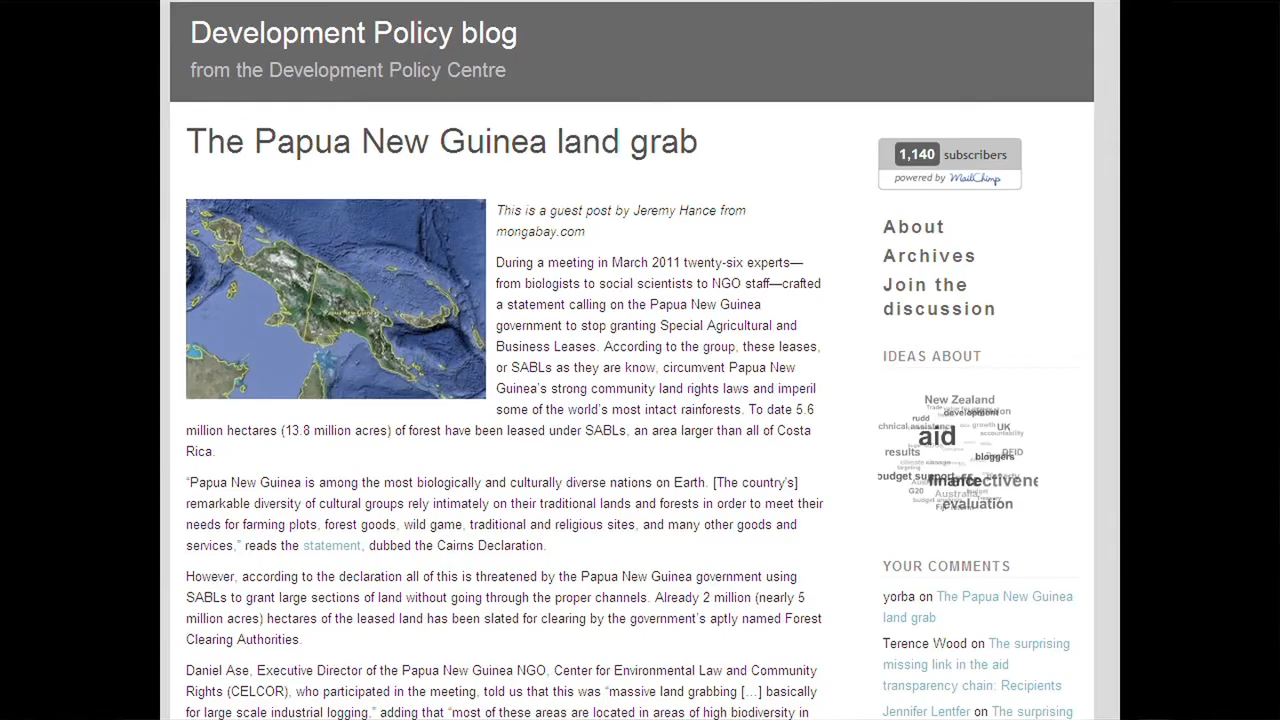 Development Policy blog
from the Development Policy Centre
The Papua New Guinea land grab
This is a guest post by Jeremy Hance from
mongabay.com
During a meeting in March 2011 twenty-six experts—
from biologists to social scientists to NGO staff—crafted
a statement calling on the Papua New Guinea
government to stop granting Special Agricultural and
Business Leases. According to the group, these leases,
or SABLs as they are know, circumvent Papua New
Guinea's strong community land rights laws and imperil
some of the world's most intact rainforests. To date 5.6
million hectares (13.8 million acres) of forest have been leased under SABLs, an area larger than all of Costa
Rica.
“Papua New Guinea is among the most biologically and culturally diverse nations on Earth. [The country's]
remarkable diversity of cultural groups rely intimately on their traditional lands and forests in order to meet their
needs for farming plots, forest goods, wild game, traditional and religious sites, and many other goods and
services,” reads the statement, dubbed the Cairns Declaration.
However, according to the declaration all of this is threatened by the Papua New Guinea government using
SABLs to grant large sections of land without going through the proper channels. Already 2 million (nearly 5
million acres) hectares of the leased land has been slated for clearing by the government's aptly named Forest
Clearing Authorities.
Daniel Ase, Executive Director of the Papua New Guinea NGO, Center for Environmental Law and Community
Rights (CELCOR), who participated in the meeting, told us that this was “massive land grabbing […] basically
for large scale industrial logging,” adding that “most of these areas are located in areas of high biodiversity in
1,140 subscribers
powered by MailChimp
About
Archives
Join the
discussion
IDEAS ABOUT
New Zealand
Trade
rudd development
growth UK
accountability
aid
results DFID
bloggers
budget support
finance
G20
Australia
evaluation
YOUR COMMENTS
yorba on The Papua New Guinea
land grab
Terence Wood on The surprising
missing link in the aid
transparency chain: Recipients
Jennifer Lentfer on The surprising